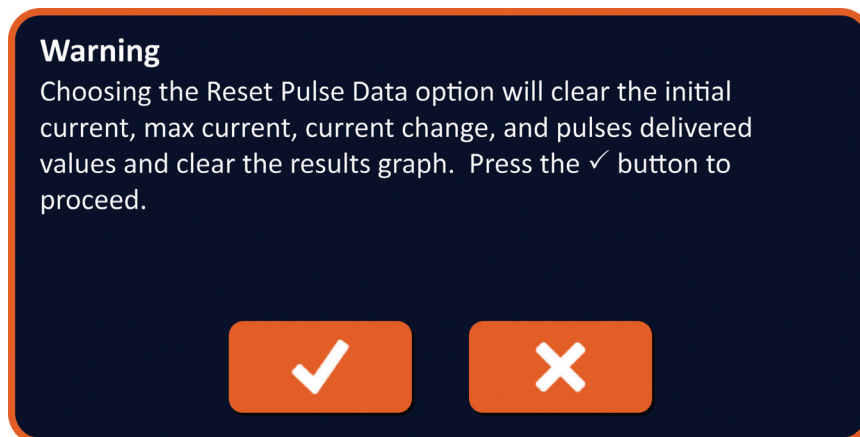 Warning
Choosing the Reset Pulse Data option will clear the initial
current, max current, current change, and pulses delivered
values and clear the results graph.  Press the ✓ button to
proceed.